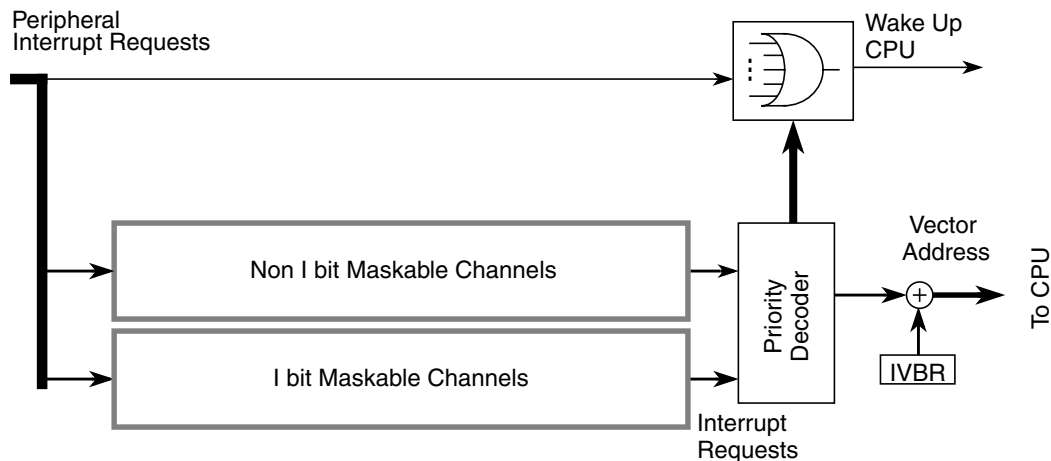 Peripheral
Interrupt Requests
Wake Up
CPU
Non I bit Maskable Channels
I bit Maskable Channels
Priority
Decoder
Interrupt
Requests
Vector
Address
IVBR
To CPU